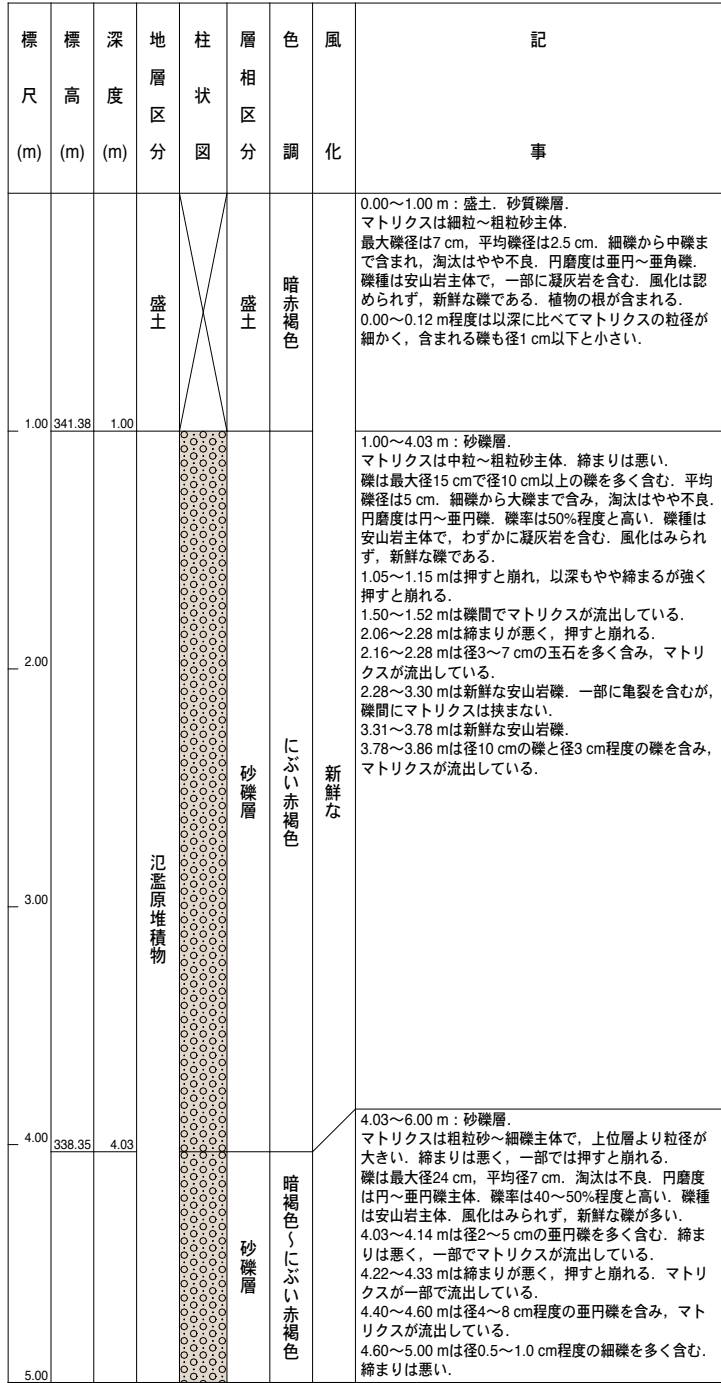 標尺(m)
標高(m)
深度(m)
地層区分
柱状図
層相区分
色調
風化
記事
盛土
盛土
暗赤褐色
0.00〜1.00 m：盛土．砂質礫層．
マトリクスは細粒〜粗粒砂主体．
最大礫径は7 cm，平均礫径は2.5 cm．細礫から中礫ま
で含まれ，淘汰はやや不良．円磨度は亜円〜亜角礫．
礫種は安山岩主体で，一部に凝灰岩を含む．風化は認
められず，新鮮な礫である．植物の根が含まれる．
0.00〜0.12 m程度は以深に比べてマトリクスの粒径が
細かく，含まれる礫も径1 cm以下と小さい．
1.00 341.38 1.00
1.00〜4.03 m：砂礫層．
マトリクスは中粒〜粗粒砂主体．締まりは悪い．
礫は最大径15 cmで径10 cm以上の礫を多く含む．平均
礫径は5 cm．細礫から大礫まで含み，淘汰はやや不良．
円磨度は円〜亜円礫．礫率は50%程度と高い．礫種は
安山岩主体で，わずかに凝灰岩を含む．風化はみられ
ず，新鮮な礫である．
1.05〜1.15 mは押すと崩れ，以深もやや締まるが強く
押すと崩れる．
1.50〜1.52 mは礫間でマトリクスが流出している．
2.06〜2.28 mは締まりが悪く，押すと崩れる．
2.16〜2.28 mは径3〜7 cmの玉石を多く含み，マトリ
クスが流出している．
2.28〜3.30 mは新鮮な安山岩礫．一部に亀裂を含むが，
礫間にマトリクスは挟まない．
3.31〜3.78 mは新鮮な安山岩礫．
3.78〜3.86 mは径10 cmの礫と径3 cm程度の礫を含み，
マトリクスが流出している．
2.00
氾濫原堆積物
砂礫層
にぶい赤褐色
新鮮な
3.00
4.00 338.35 4.03
4.03〜6.00 m：砂礫層．
マトリクスは粗粒砂〜細礫主体で，上位層より粒径が
大きい．締まりは悪く，一部では押すと崩れる．
礫は最大径24 cm，平均径7 cm．淘汰は不良．円磨度
は円〜亜円礫主体．礫率は40〜50%程度と高い．礫種
は安山岩主体．風化はみられず，新鮮な礫が多い．
4.03〜4.14 mは径2〜5 cmの亜円礫を多く含む．締ま
りは悪く，一部でマトリクスが流出している．
4.22〜4.33 mは締まりが悪く，押すと崩れる．マトリ
クスが一部で流出している．
4.40〜4.60 mは径4〜8 cm程度の亜円礫を含み，マト
リクスが流出している．
4.60〜5.00 mは径0.5〜1.0 cm程度の細礫を多く含む．
締まりは悪い．
砂礫層
暗褐色〜にぶい赤褐色
5.00